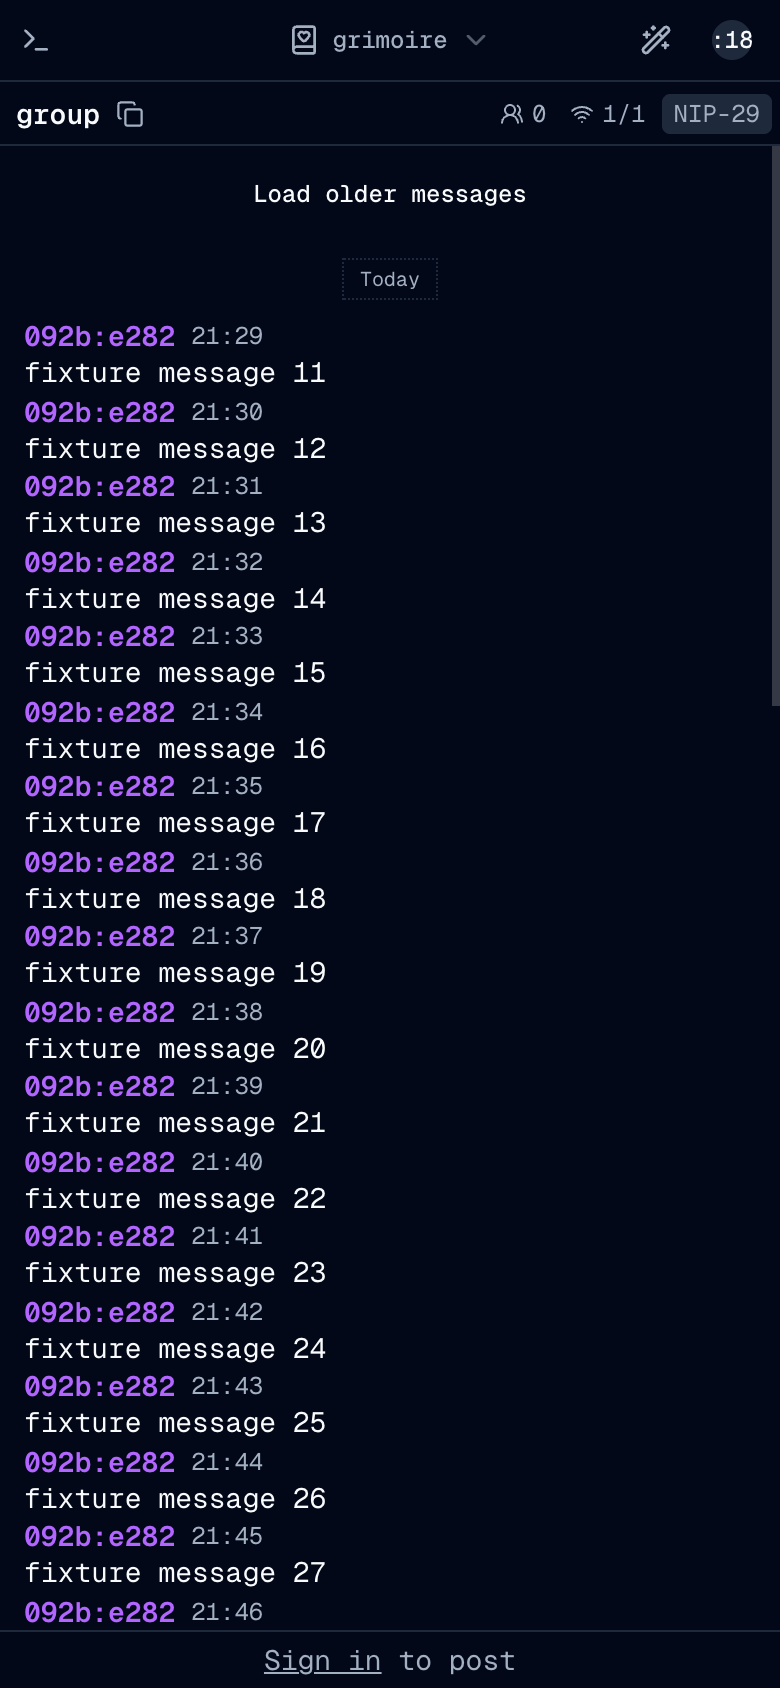 grimoire
:18
group
0
1/1
NIP-29
Load older messages
Today
092b:e282 21:29
fixture message 11
092b:e282 21:30
fixture message 12
092b:e282 21:31
fixture message 13
092b:e282 21:32
fixture message 14
092b:e282 21:33
fixture message 15
092b:e282 21:34
fixture message 16
092b:e282 21:35
fixture message 17
092b:e282 21:36
fixture message 18
092b:e282 21:37
fixture message 19
092b:e282 21:38
fixture message 20
092b:e282 21:39
fixture message 21
092b:e282 21:40
fixture message 22
092b:e282 21:41
fixture message 23
092b:e282 21:42
fixture message 24
092b:e282 21:43
fixture message 25
092b:e282 21:44
fixture message 26
092b:e282 21:45
fixture message 27
092b:e282 21:46
Sign in to post